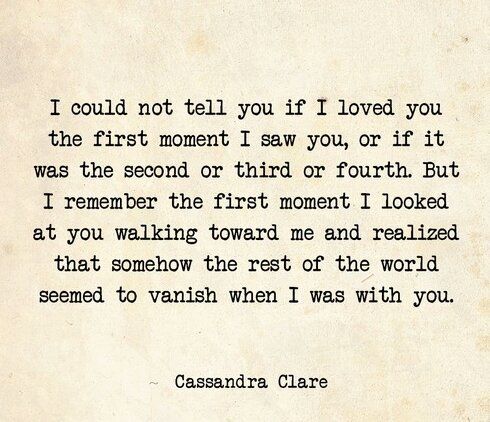 I could not tell you if I loved you
the first moment I saw you, or if it
was the second or third or fourth. But
I remember the first moment I looked
at you walking toward me and realized
that somehow the rest of the world
seemed to vanish when I was with you.
~ Cassandra Clare